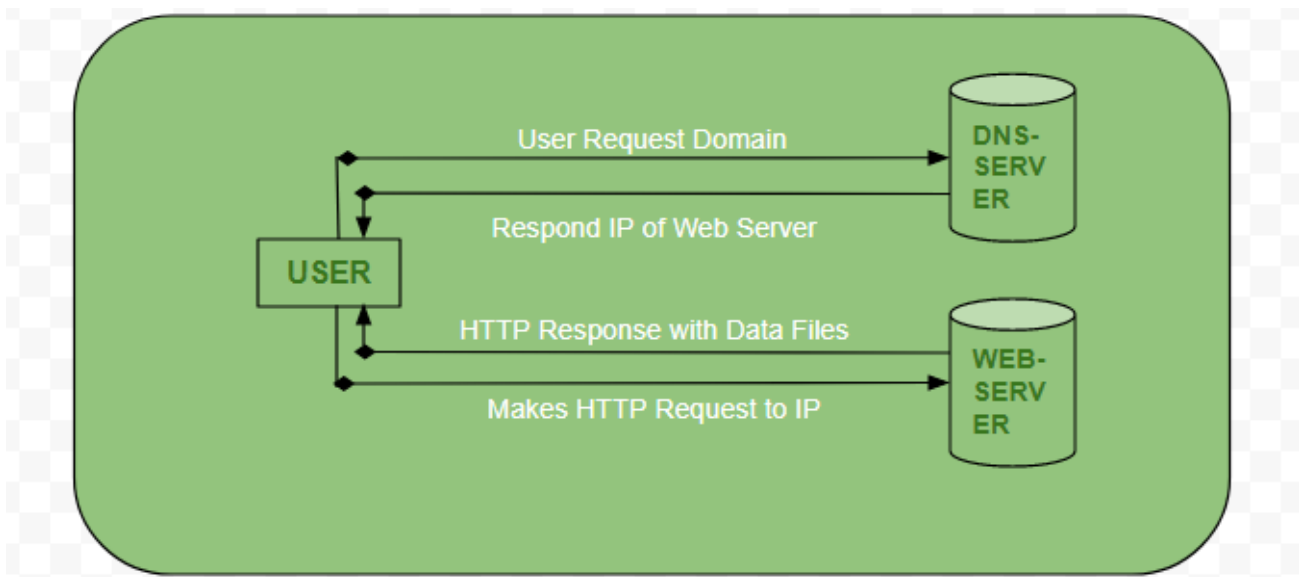 User Request Domain
DNS-
SERV
ER
Respond IP of Web Server
USER
HTTP Response with Data Files
WEB-
SERV
ER
Makes HTTP Request to IP